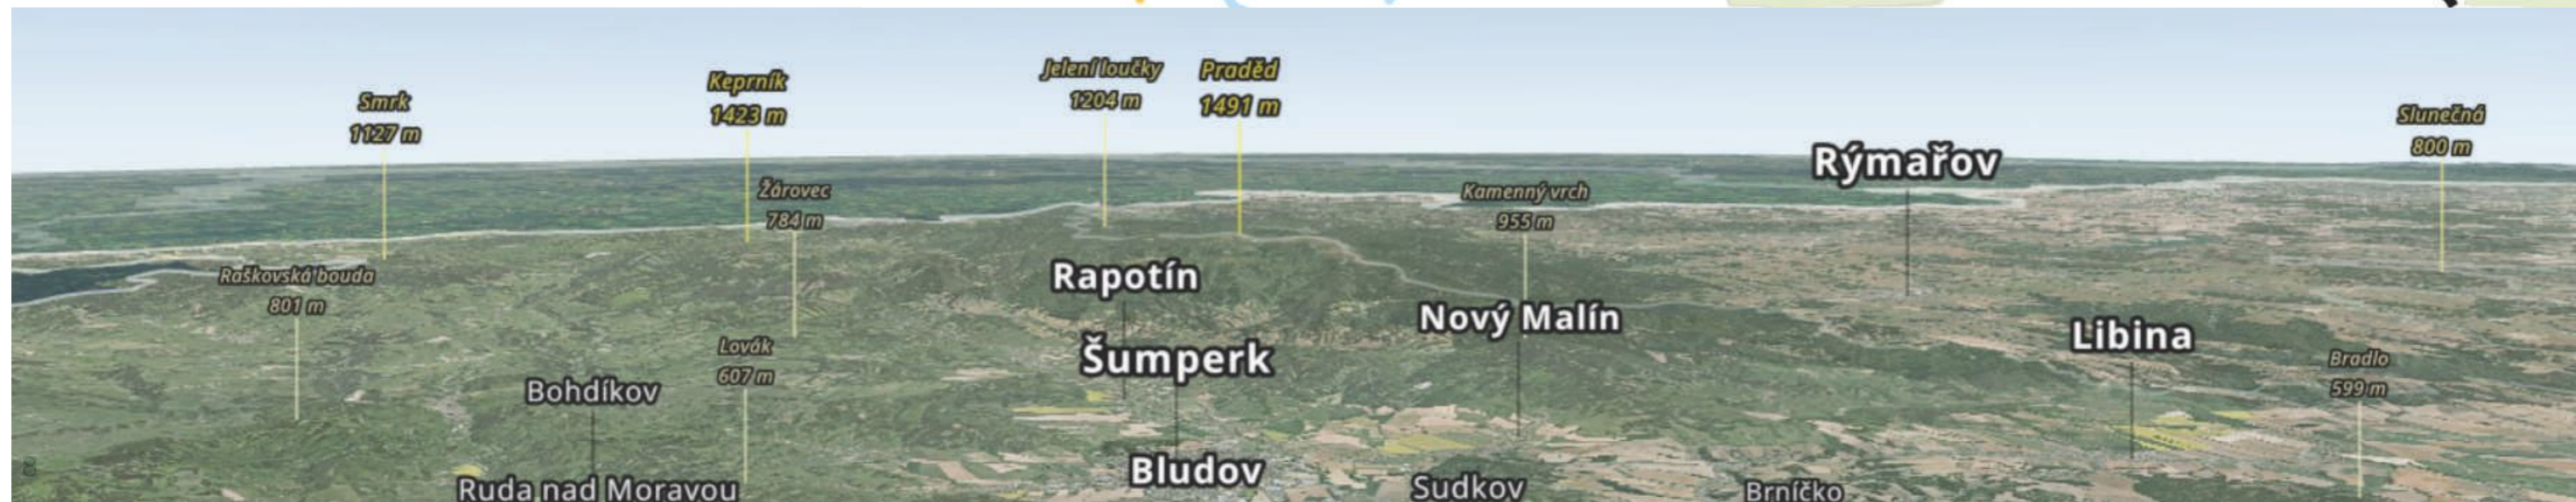 Smrk
1127 m
Keprník
1423 m
Jelení loučky
1204 m
Praděd
1491 m
Slunečná
800 m
Rýmařov
Žárovec
784 m
Kamenný vrch
955 m
Raškovská bouda
801 m
Rapotín
Nový Malín
Libina
Šumperk
Lovák
607 m
Bradlo
599 m
Bohdíkov
Bludov
Ruda nad Moravou
Sudkov
Brníčko